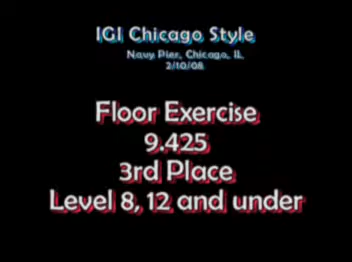 IGI Chicago Style
Navy Pier, Chicago, IL
2/10/08
Floor Exercise
9.425
3rd Place
Level 8, 12 and under